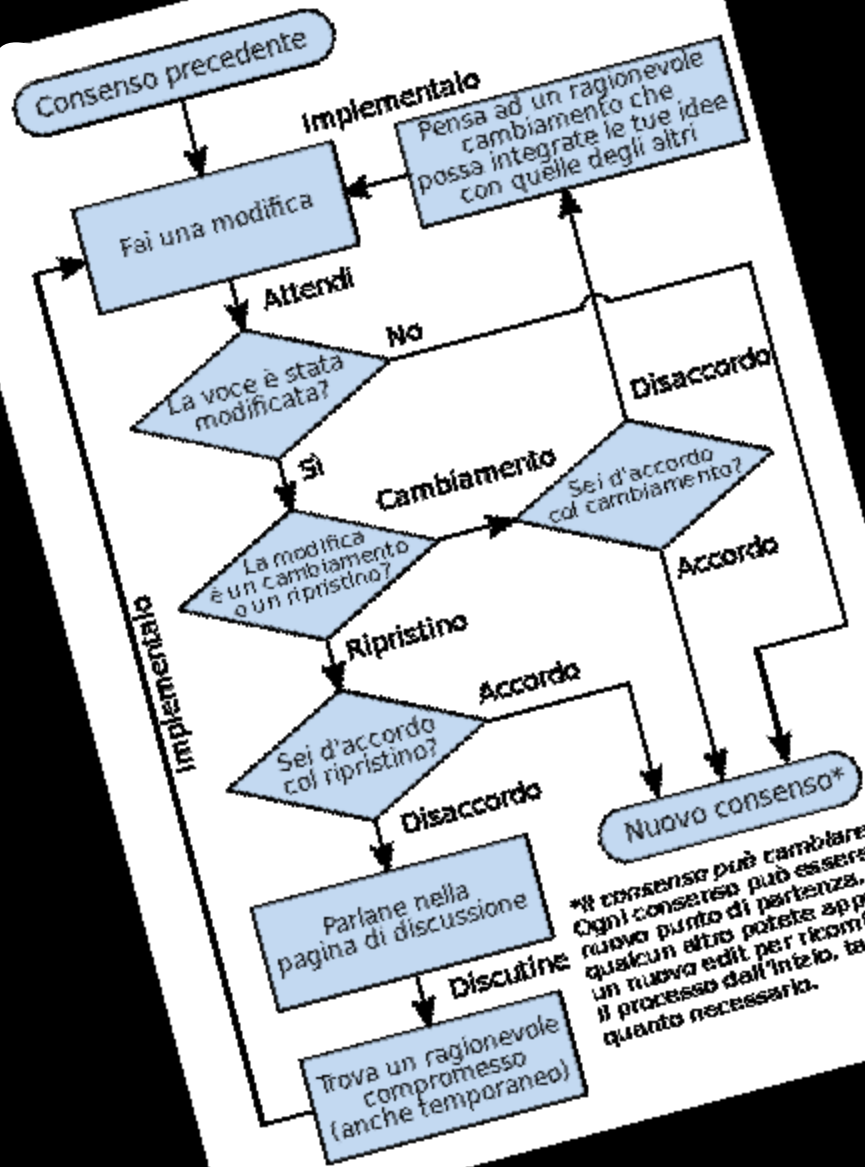 Consenso precedente
Implementalo
Pensa ad un ragionevole
cambiamento che
possa integrate le tue idee
con quelle degli altri
Fai una modifica
Attendi
No
La voce è stata
modificata?
Disaccordo
Sì
Cambiamento
Sei d'accordo
col cambiamento?
La modifica
è un cambiamento
o un ripristino?
Accordo
Ripristino
Implementalo
Accordo
Sei d'accordo
col ripristino?
Disaccordo
Nuovo consenso*
Parlane nella
pagina di discussione
*Il consenso può cambiare
Ogni consenso può essere
nuovo punto di partenza.
qualcun altro potete
un nuovo edit per
il processo dall'inizio,
quanto necessario.
Discutine
Trova un ragionevole
compromesso
(anche temporaneo)